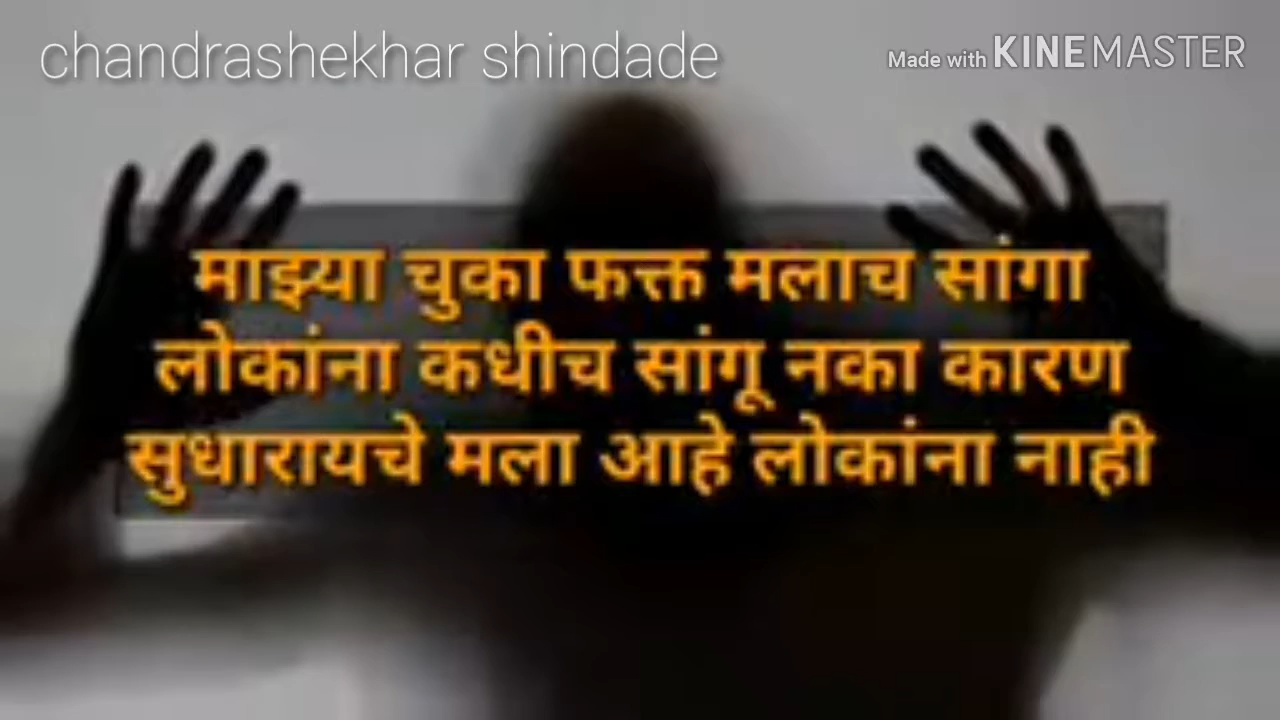 chandrashekhar shindade
Made with KINEMASTER
माझ्या चुका फक्त मलाच सांगा
लोकांना कधीच सांगू नका कारण
सुधारायचे मला आहे लोकांना नाही